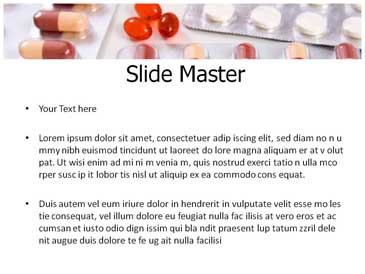 Slide Master
• Your Text here
• Lorem ipsum dolor sit amet, consectetuer adip iscing elit, sed diam no n u
mmy nibh euismod tincidunt ut laoreet do lore magna aliquam er at v olut
pat. Ut wisi enim ad mi ni m venia m, quis nostrud exerci tatio n ulla mco
rper susc ip it lobor tis nisl ut aliquip ex ea commodo cons equat.
• Duis autem vel eum iriure dolor in hendrerit in vulputate velit esse mo les
tie consequat, vel illum dolore eu feugiat nulla fac ilisis at vero eros et ac
cumsan et iusto odio dign issim qui bla ndit praesent lup tatum zzril dele
nit augue duis dolore te fe ug ait nulla facilisi